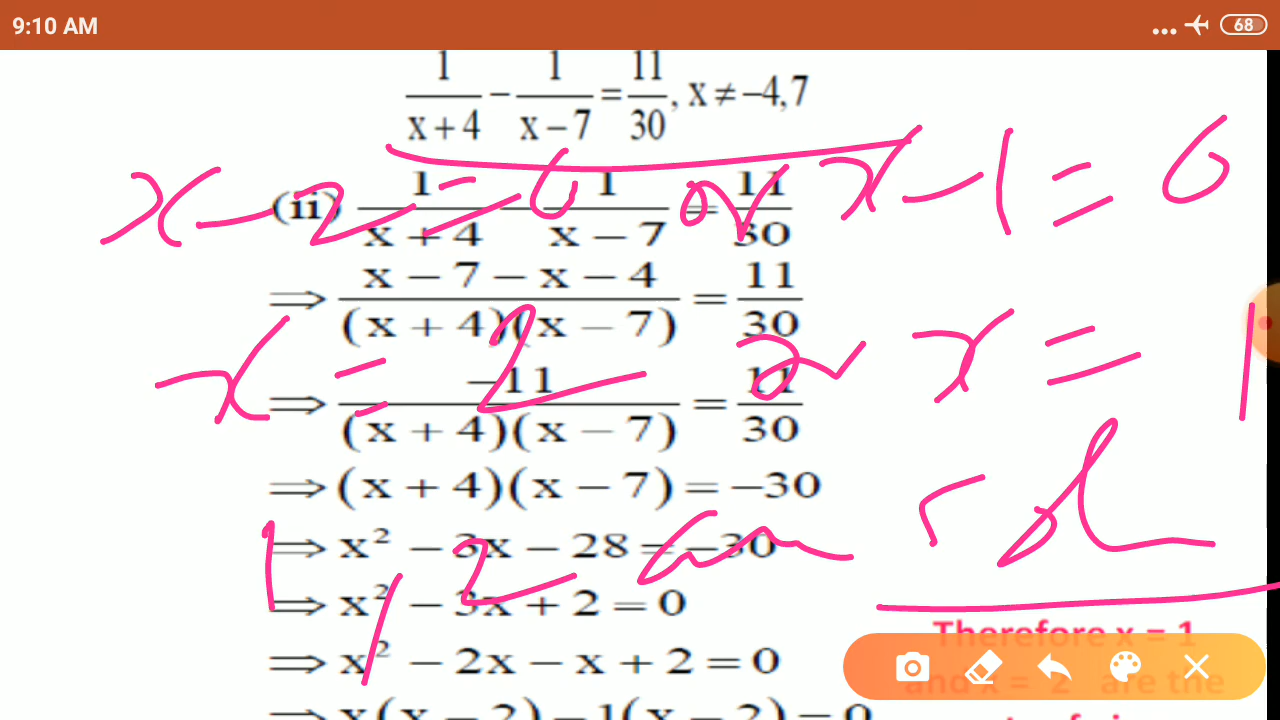 9:10 AM ... 68
1/(x+4) − 1/(x−7) = 11/30, x ≠ −4,7
x-2=0 or x-1=0
(ii) 1/(x+4) − 1/(x−7) = 11/30
⇒ (x−7−x−4)/((x+4)(x−7)) = 11/30
x=2 or x=1
⇒ −11/((x+4)(x−7)) = 11/30
⇒ (x+4)(x−7) = −30
⇒ x² − 3x − 28 = −30
1, 2 are
⇒ x² − 3x + 2 = 0
Therefore x = 1
⇒ x² − 2x − x + 2 = 0
and x = 2 are the
⇒ x(x − 2) − 1(x − 2) = 0